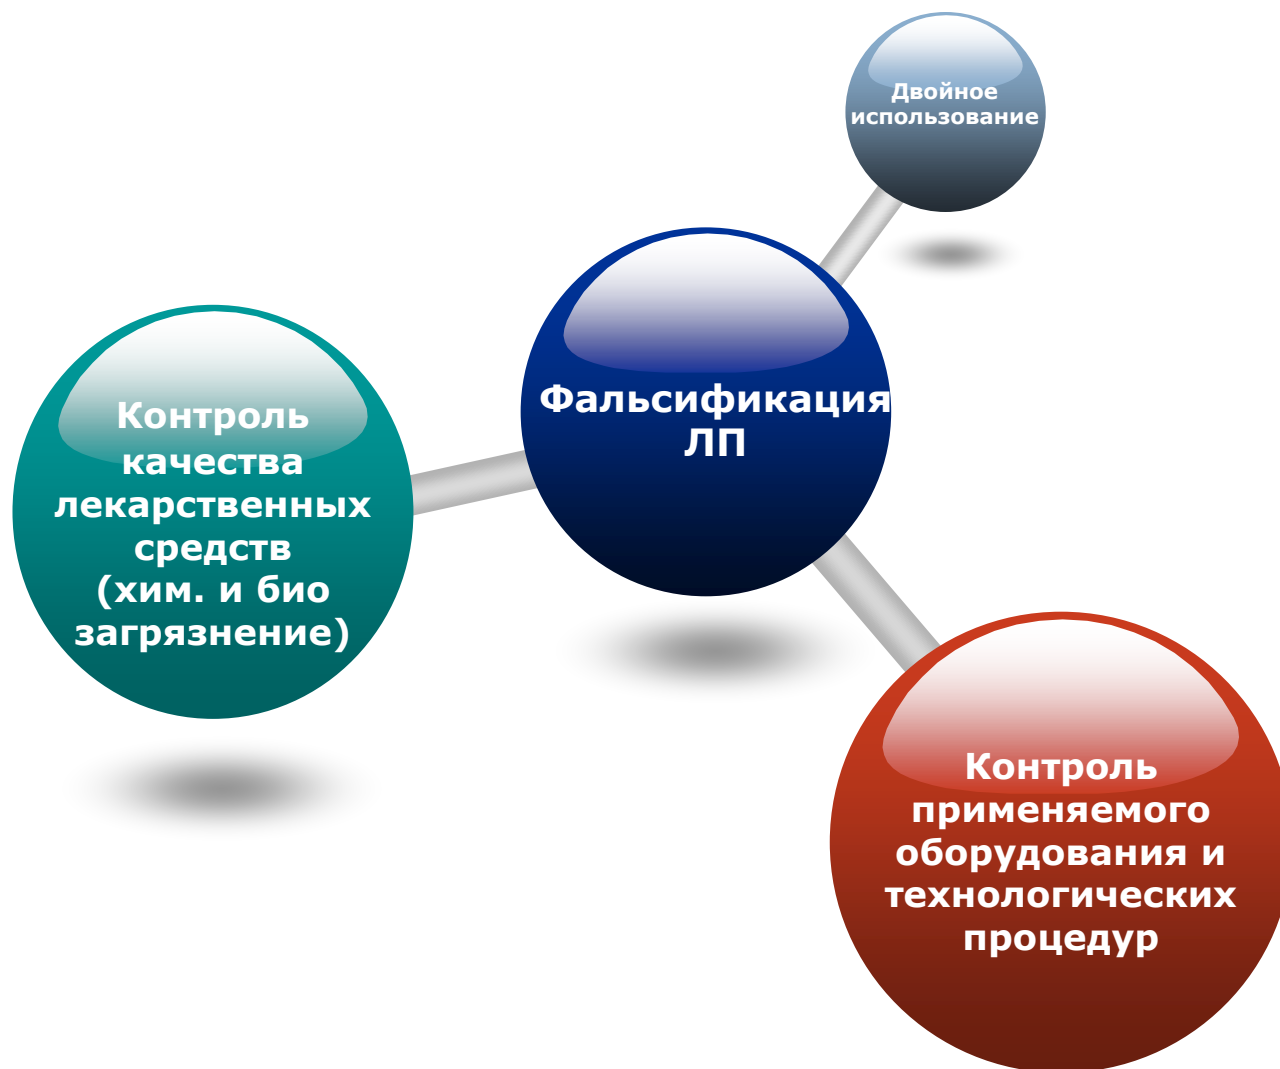 Двойное
использование
Фальсификация
ЛП
Контроль
качества
лекарственных
средств
(хим. и био
загрязнение)
Контроль
применяемого
оборудования и
технологических
процедур